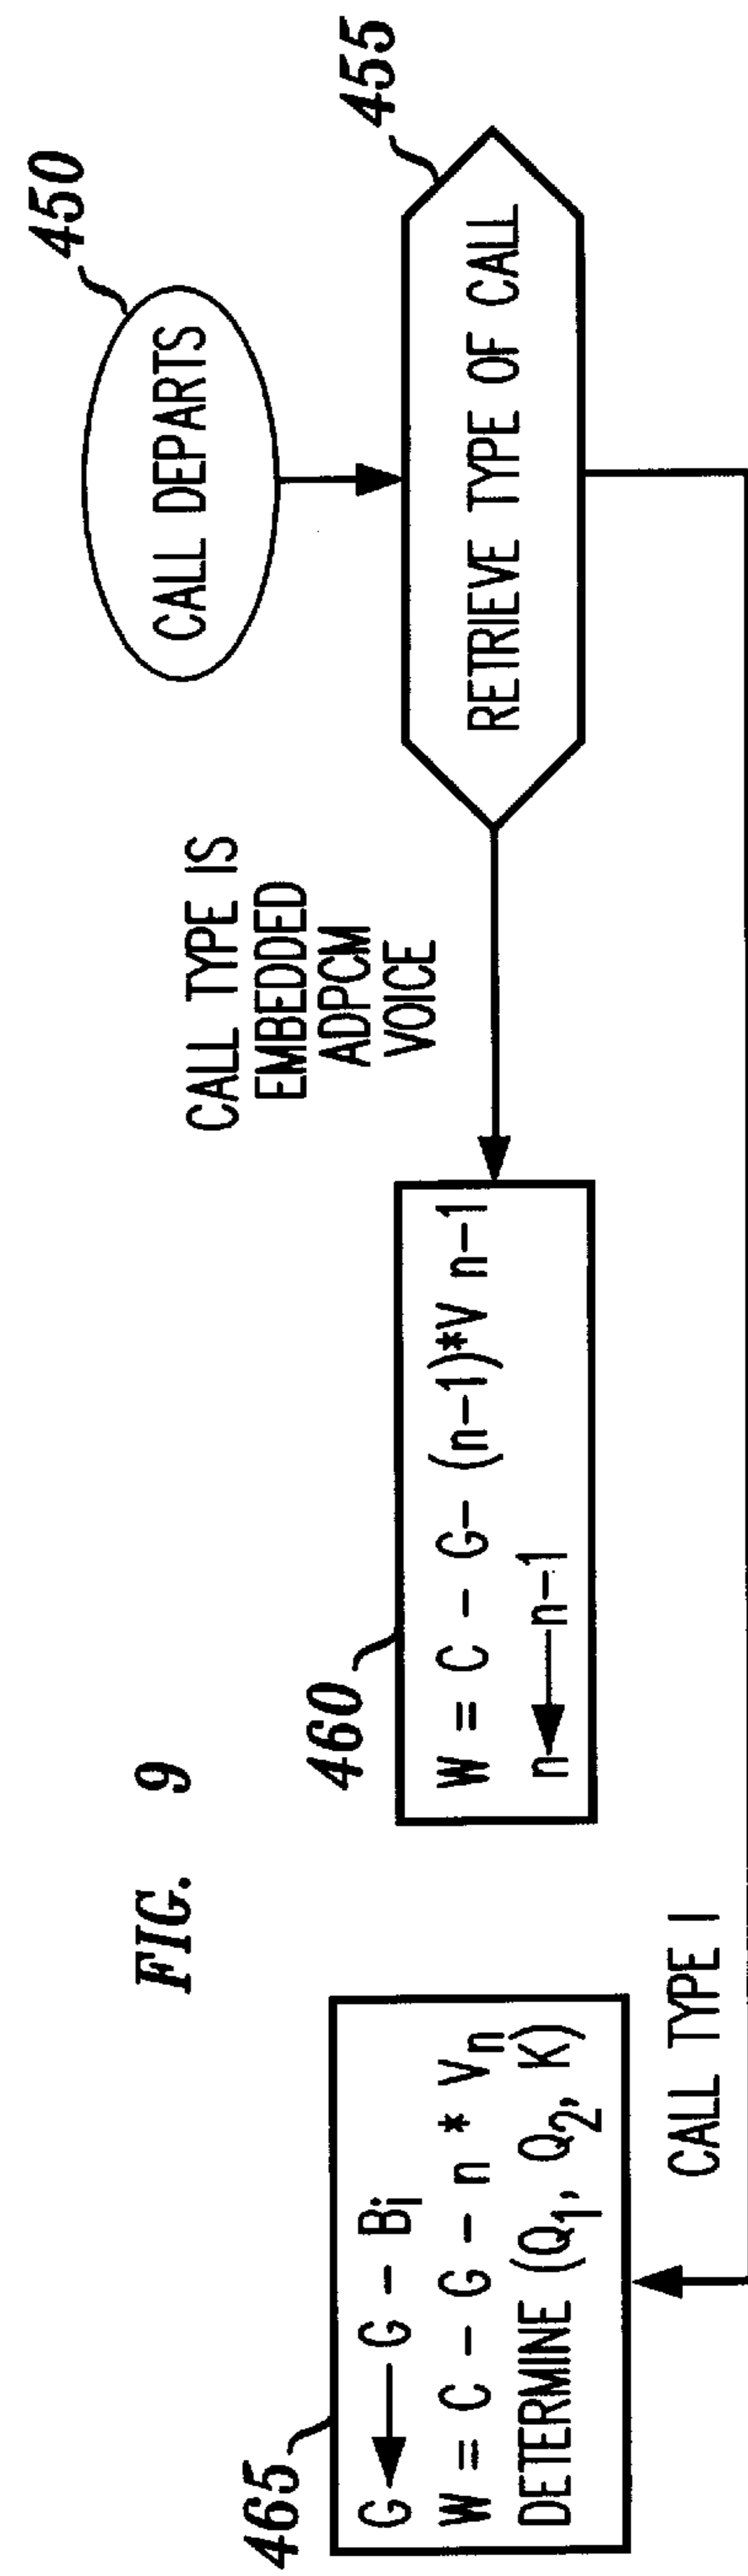 FIG. 9
450
CALL DEPARTS
455
RETRIEVE TYPE OF CALL
CALL TYPE IS
EMBEDDED
ADPCM
VOICE
460
W = C - G- (n-1)*V n-1
n←n-1
465
G ← G - Bi
W = C - G - n * Vn
DETERMINE (Q1, Q2, K)
CALL TYPE I